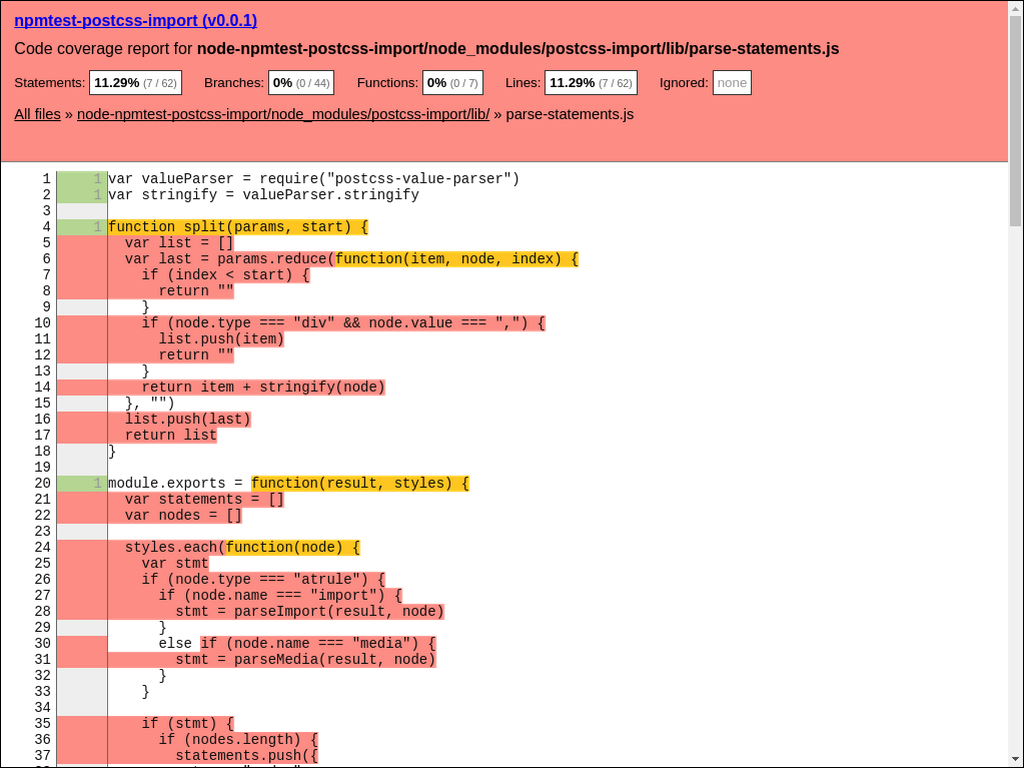 npmtest-postcss-import (v0.0.1)
Code coverage report for node-npmtest-postcss-import/node_modules/postcss-import/lib/parse-statements.js
Statements: 11.29% (7 / 62) Branches: 0% (0 / 44) Functions: 0% (0 / 7) Lines: 11.29% (7 / 62) Ignored: none
All files » node-npmtest-postcss-import/node_modules/postcss-import/lib/ » parse-statements.js
1 1 var valueParser = require("postcss-value-parser")
2 1 var stringify = valueParser.stringify
3
4 1 function split(params, start) {
5 var list = []
6 var last = params.reduce(function(item, node, index) {
7 if (index < start) {
8 return ""
9 }
10 if (node.type === "div" && node.value === ",") {
11 list.push(item)
12 return ""
13 }
14 return item + stringify(node)
15 }, "")
16 list.push(last)
17 return list
18 }
19
20 1 module.exports = function(result, styles) {
21 var statements = []
22 var nodes = []
23
24 styles.each(function(node) {
25 var stmt
26 if (node.type === "atrule") {
27 if (node.name === "import") {
28 stmt = parseImport(result, node)
29 }
30 else if (node.name === "media") {
31 stmt = parseMedia(result, node)
32 }
33 }
34
35 if (stmt) {
36 if (nodes.length) {
37 statements.push({